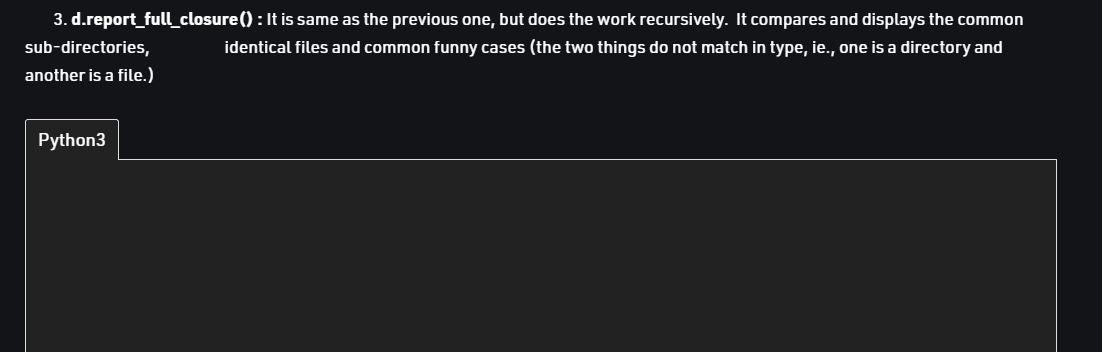 3. d.report_full_closure() : It is same as the previous one, but does the work recursively. It compares and displays the common
sub-directories, identical files and common funny cases (the two things do not match in type, ie., one is a directory and
another is a file.)
Python3